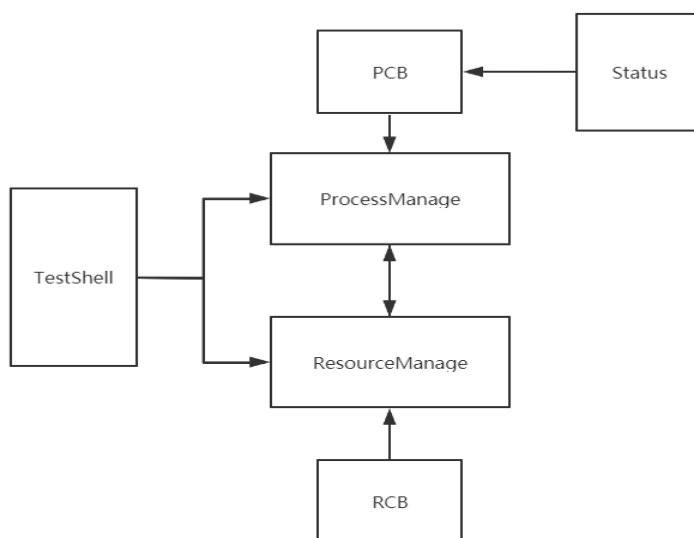 PCB
Status
ProcessManage
TestShell
ResourceManage
RCB